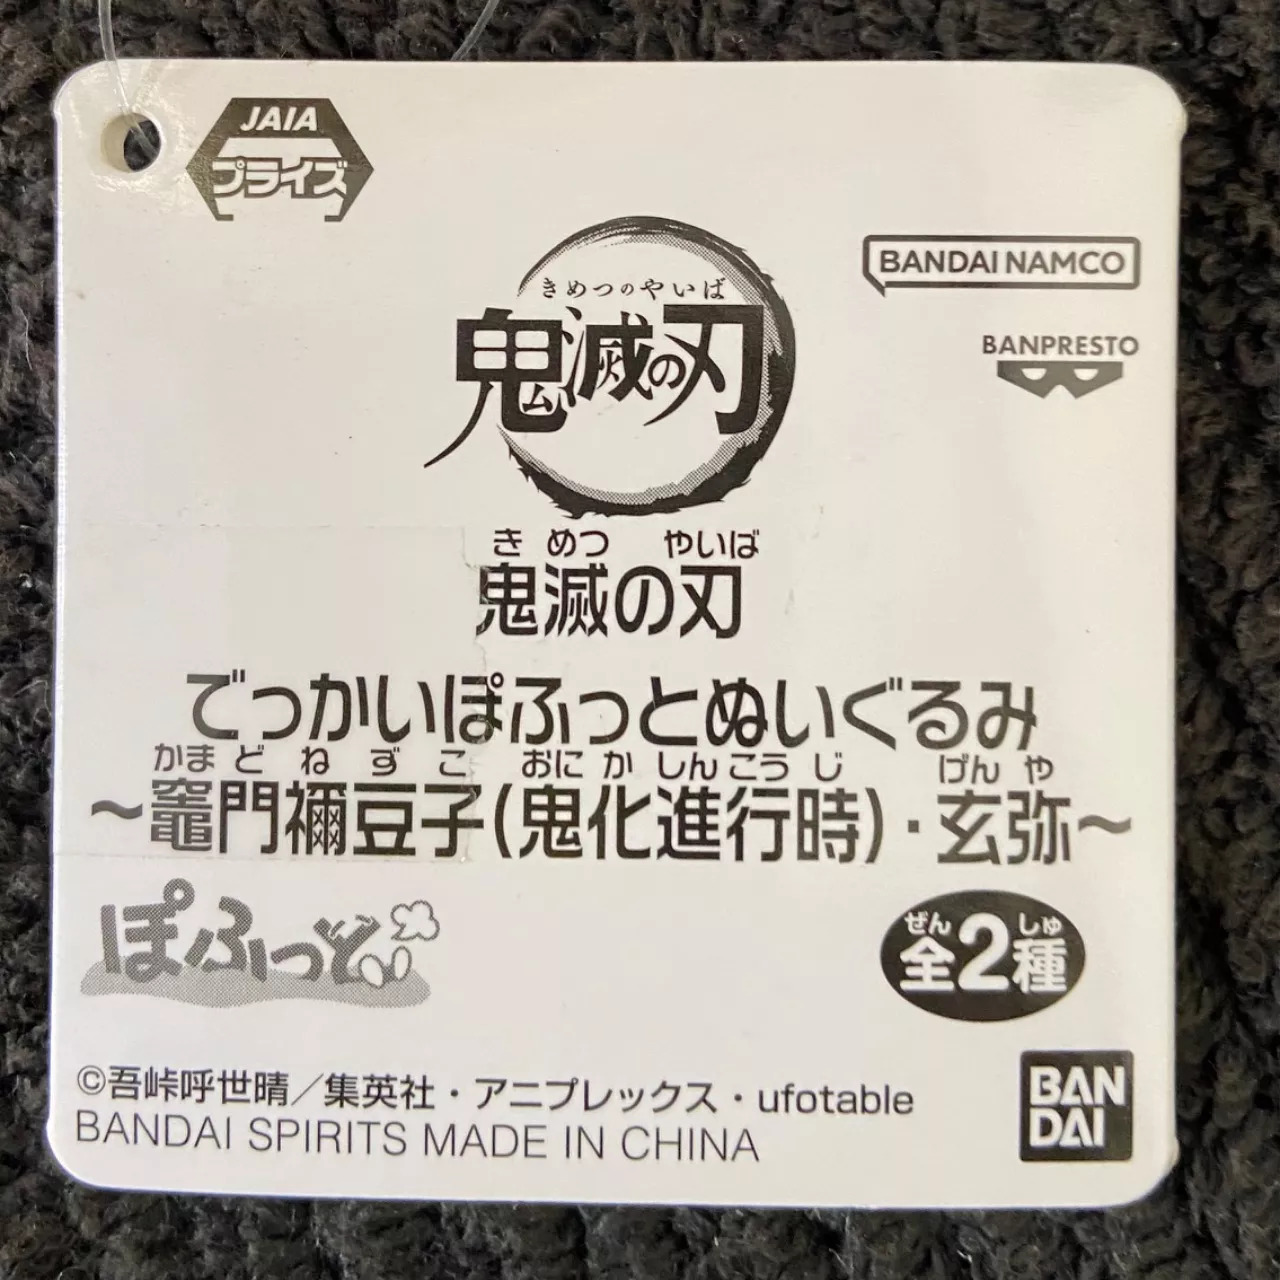 JAIA
プライズ
BANDAI NAMCO
BANPRESTO
きめつのやいば
鬼滅の刃
きめつ やいば
鬼滅の刃
でっかいぽふっとぬいぐるみ
かまどねずこ おにかしんこうじ げんや
～竈門禰豆子(鬼化進行時)・玄弥～
ぽふっと
ぜん しゅ
全2種
©吾峠呼世晴／集英社・アニプレックス・ufotable
BANDAI SPIRITS MADE IN CHINA
BAN
DAI